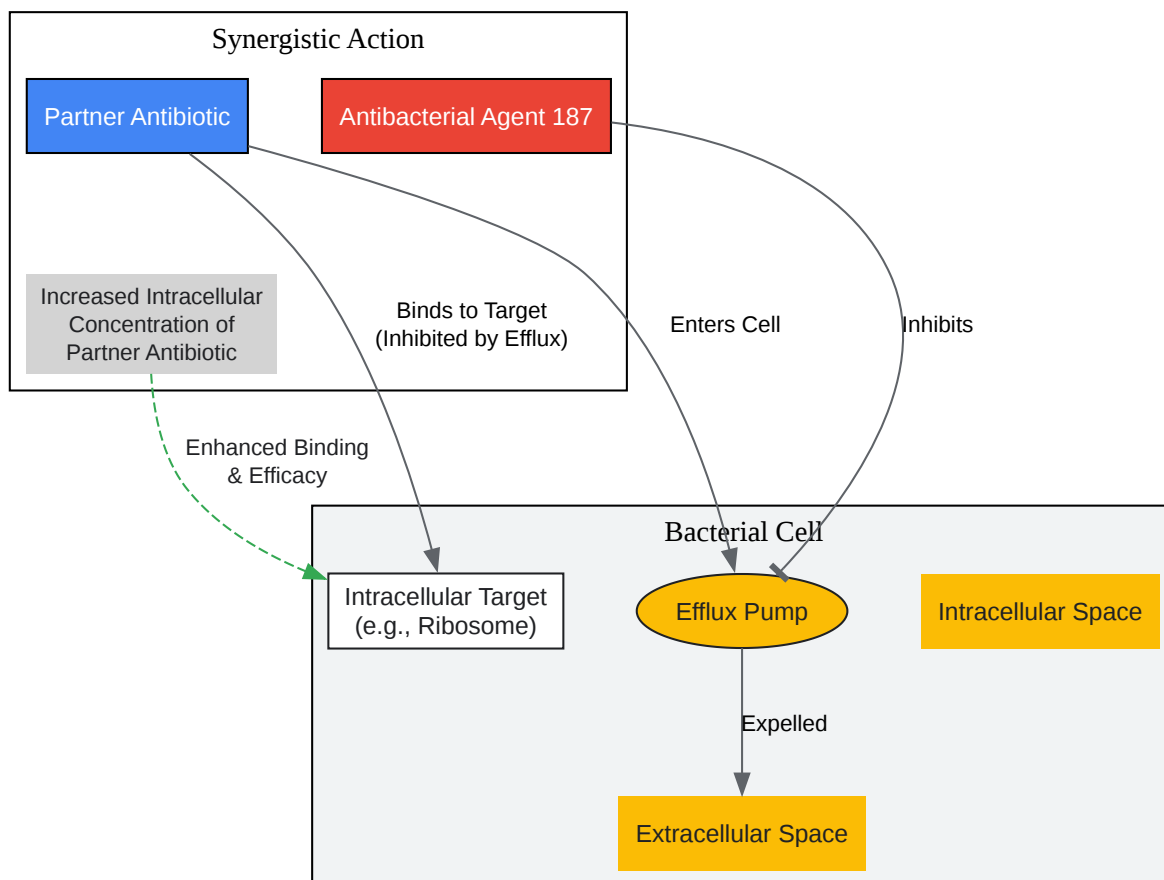 Synergistic Action
Partner Antibiotic
Antibacterial Agent 187
Increased Intracellular
Concentration of
Partner Antibiotic
Binds to Target
(Inhibited by Efflux)
Enters Cell
Inhibits
Enhanced Binding
& Efficacy
Bacterial Cell
Intracellular Target
(e.g., Ribosome)
Efflux Pump
Intracellular Space
Expelled
Extracellular Space